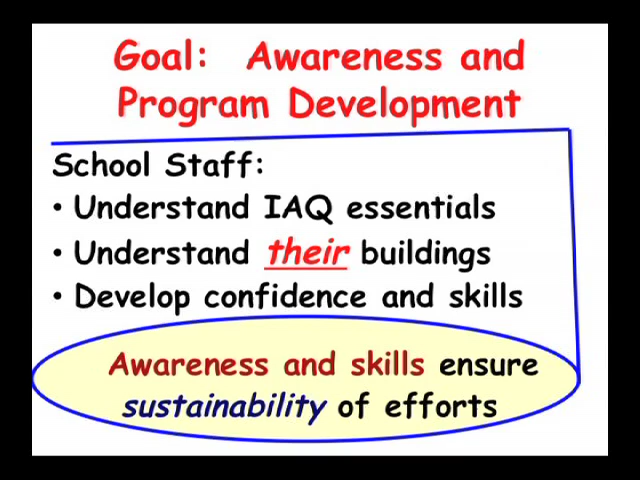 Goal: Awareness and
Program Development
School Staff:
• Understand IAQ essentials
• Understand their buildings
• Develop confidence and skills
Awareness and skills ensure
sustainability of efforts